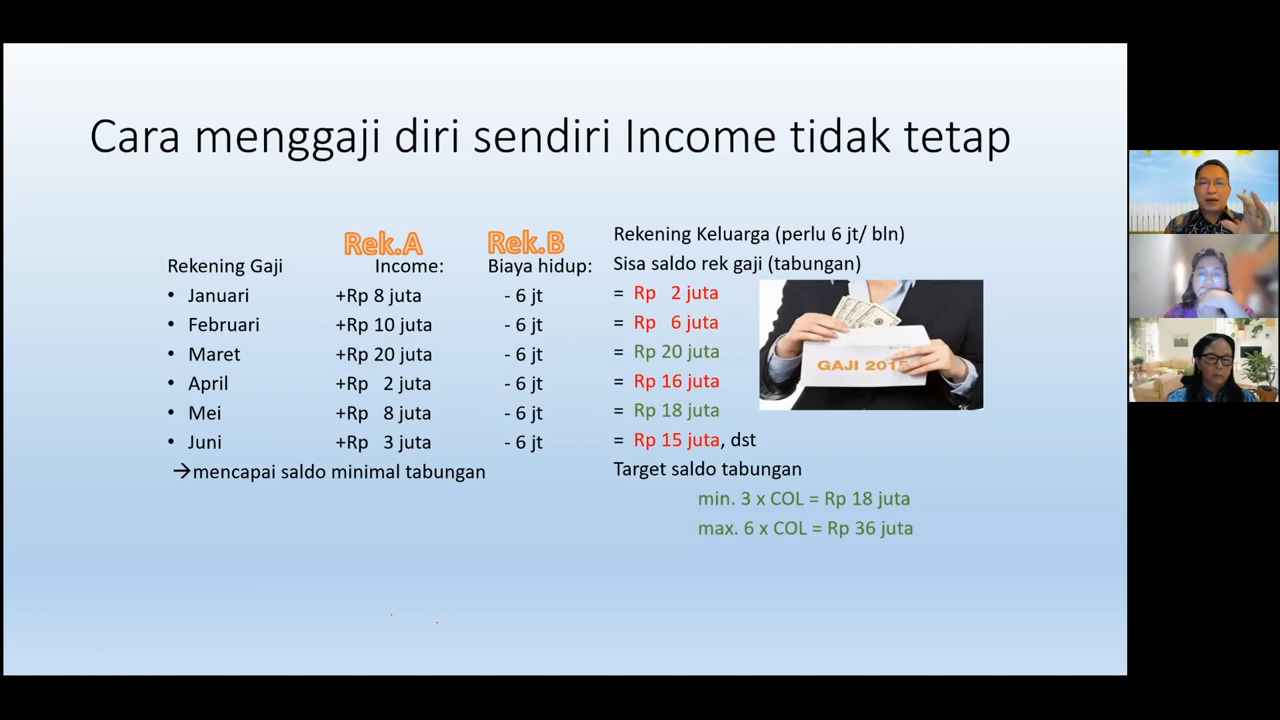 Cara menggaji diri sendiri Income tidak tetap
Rek.A Rek.B Rekening Keluarga (perlu 6 jt/ bln)
Rekening Gaji Income: Biaya hidup: Sisa saldo rek gaji (tabungan)
• Januari +Rp 8 juta - 6 jt = Rp 2 juta
• Februari +Rp 10 juta - 6 jt = Rp 6 juta
• Maret +Rp 20 juta - 6 jt = Rp 20 juta
• April +Rp 2 juta - 6 jt = Rp 16 juta
• Mei +Rp 8 juta - 6 jt = Rp 18 juta
• Juni +Rp 3 juta - 6 jt = Rp 15 juta, dst
→mencapai saldo minimal tabungan Target saldo tabungan
min. 3 x COL = Rp 18 juta
max. 6 x COL = Rp 36 juta
GAJI 2015